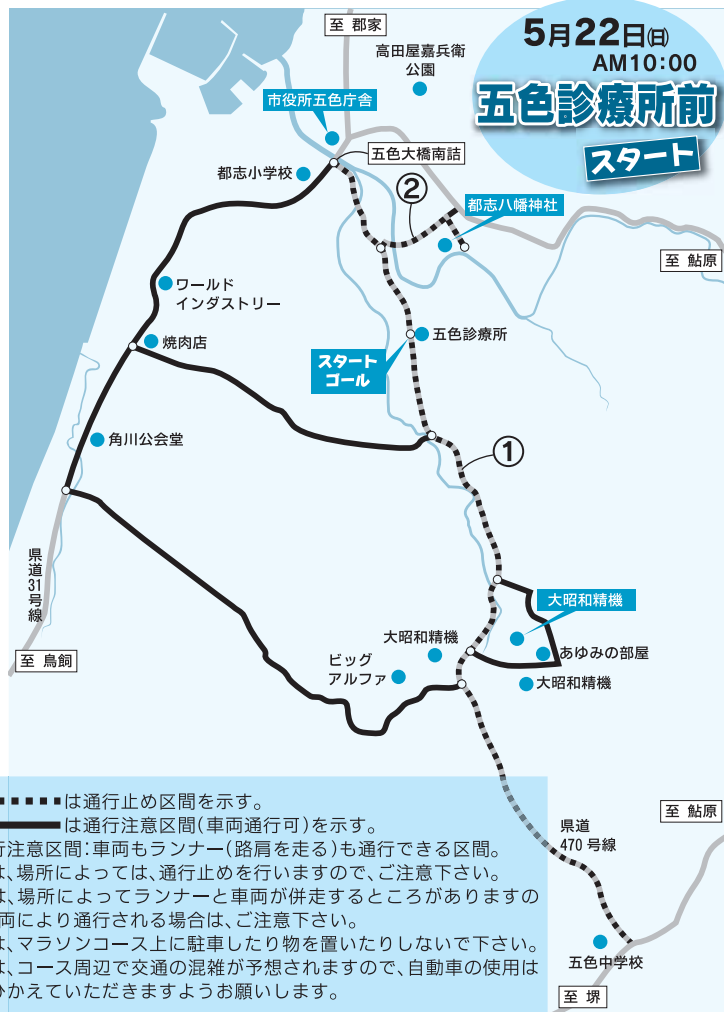 5月22日(日)
AM10:00
五色診療所前
スタート
至 郡家
高田屋嘉兵衛
公園
市役所五色庁舎
五色大橋南詰
都志小学校
②
都志八幡神社
至 鮎原
ワールド
インダストリー
焼肉店
五色診療所
スタート
ゴール
角川公会堂
①
県道31号線
大昭和精機
大昭和精機
あゆみの部屋
ビッグ
アルファ
大昭和精機
至 鳥飼
は通行止め区間を示す。
は通行注意区間(車両通行可)を示す。
行注意区間:車両もランナー(路肩を走る)も通行できる区間。
は、場所によっては、通行止めを行いますので、ご注意下さい。
は、場所によってランナーと車両が併走するところがありますの
両により通行される場合は、ご注意下さい。
は、マラソンコース上に駐車したり物を置いたりしないで下さい。
は、コース周辺で交通の混雑が予想されますので、自動車の使用は
ひかえていただきますようお願いします。
至 鮎原
県道
470 号線
五色中学校
至 堺